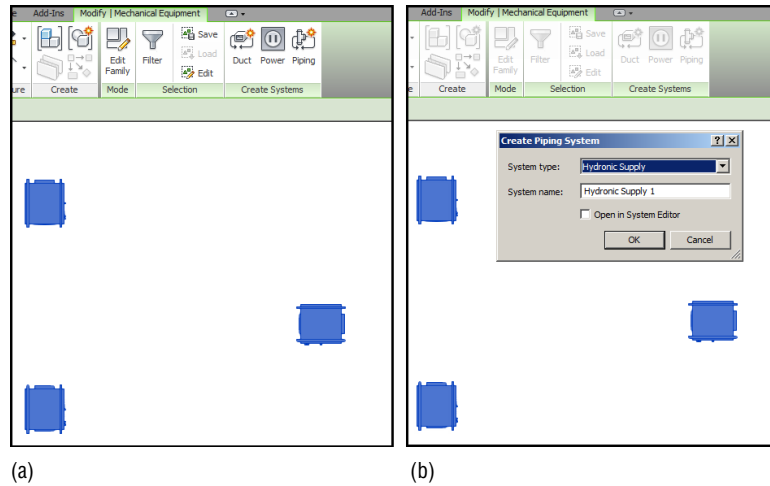 e Add-Ins Modify | Mechanical Equipment
Save
Load
Edit
Edit Family
Filter
Duct Power Piping
ure Create Mode Selection Create Systems
(a)
Add-Ins Modify | Mechanical Equipment
Save
Load
Edit
Edit Family
Filter
Duct Power Piping
e Create Mode Selection Create Systems
Create Piping System
System type: Hydronic Supply
System name: Hydronic Supply 1
Open in System Editor
OK Cancel
(b)